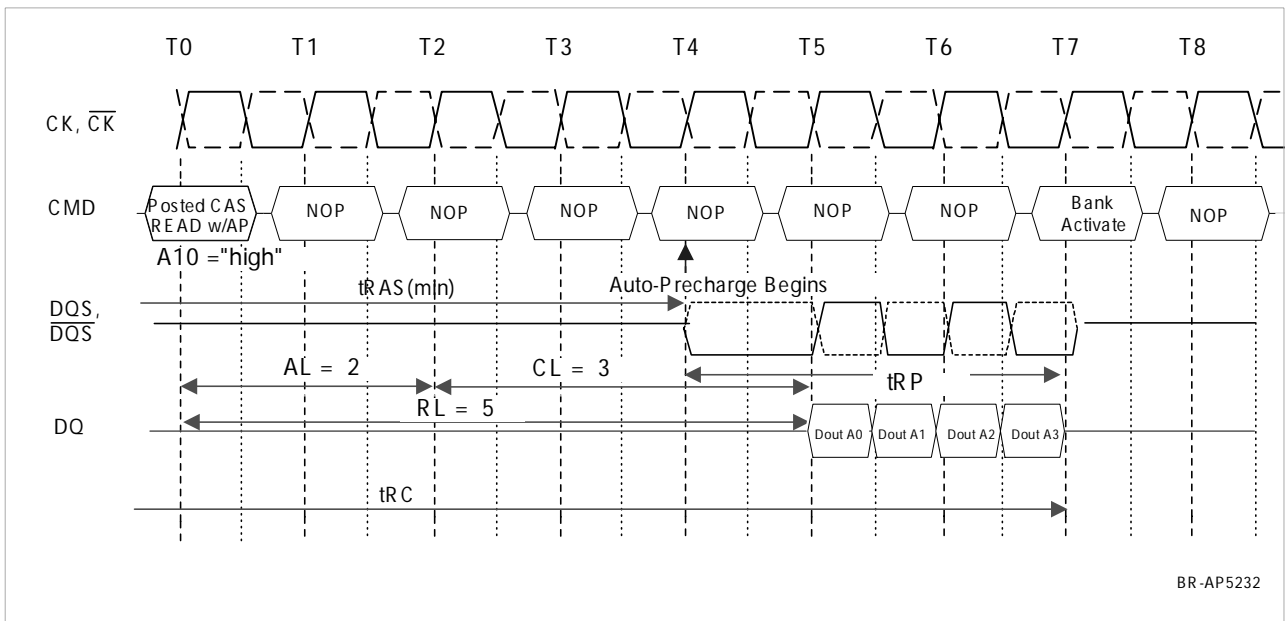 T0 T1 T2 T3 T4 T5 T6 T7 T8
CK, CK
CMD
Posted CAS
READ w/AP
NOP
NOP
NOP
NOP
NOP
NOP
Bank
Activate
NOP
A10 ="high"
tRAS(min)
Auto-Precharge Begins
DQS,
DQS
AL = 2
CL = 3
tRP
RL = 5
DQ
Dout A0
Dout A1
Dout A2
Dout A3
tRC
BR-AP5232